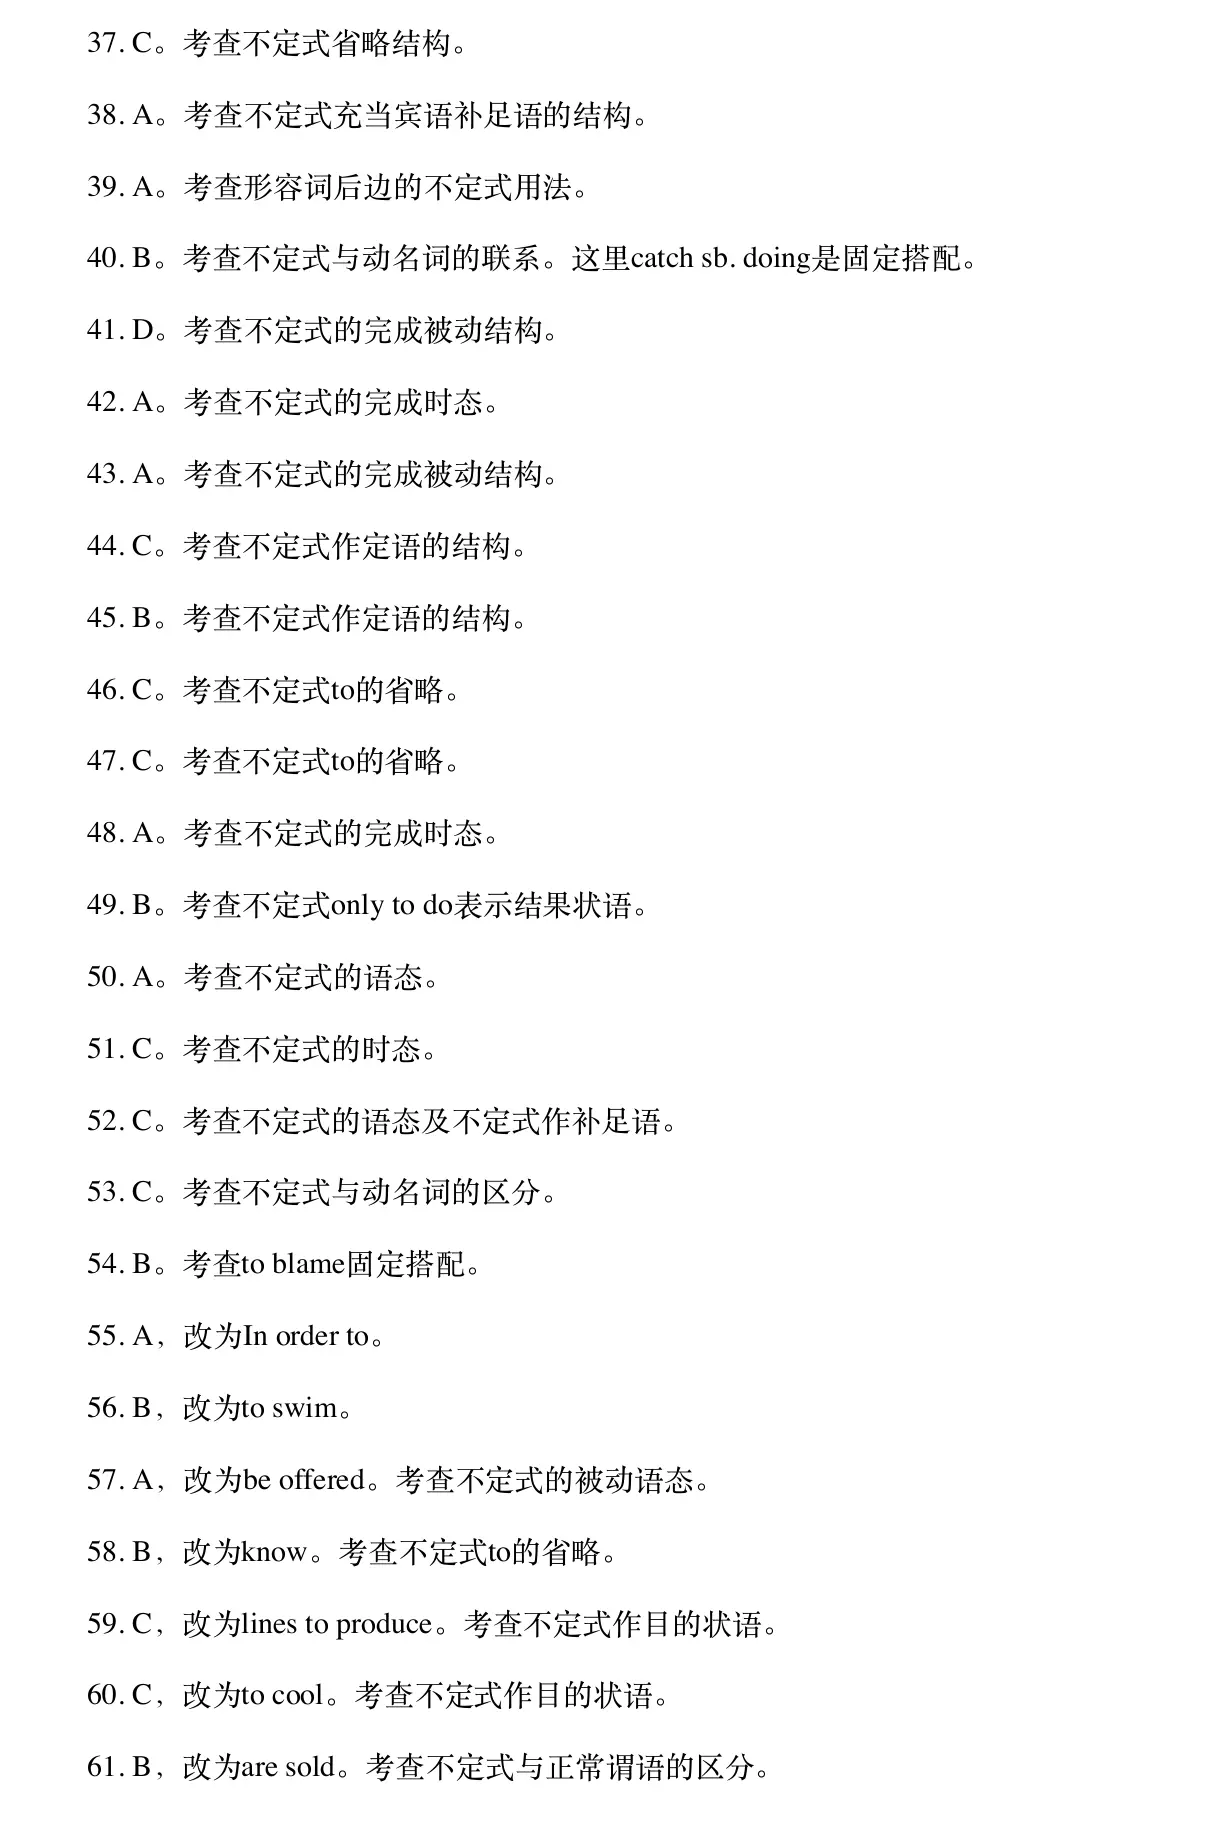 37. C。考查不定式省略结构。
38. A。考查不定式充当宾语补足语的结构。
39. A。考查形容词后边的不定式用法。
40. B。考查不定式与动名词的联系。这里catch sb. doing是固定搭配。
41. D。考查不定式的完成被动结构。
42. A。考查不定式的完成时态。
43. A。考查不定式的完成被动结构。
44. C。考查不定式作定语的结构。
45. B。考查不定式作定语的结构。
46. C。考查不定式to的省略。
47. C。考查不定式to的省略。
48. A。考查不定式的完成时态。
49. B。考查不定式only to do表示结果状语。
50. A。考查不定式的语态。
51. C。考查不定式的时态。
52. C。考查不定式的语态及不定式作补足语。
53. C。考查不定式与动名词的区分。
54. B。考查to blame固定搭配。
55. A，改为In order to。
56. B，改为to swim。
57. A，改为be offered。考查不定式的被动语态。
58. B，改为know。考查不定式to的省略。
59. C，改为lines to produce。考查不定式作目的状语。
60. C，改为to cool。考查不定式作目的状语。
61. B，改为are sold。考查不定式与正常谓语的区分。